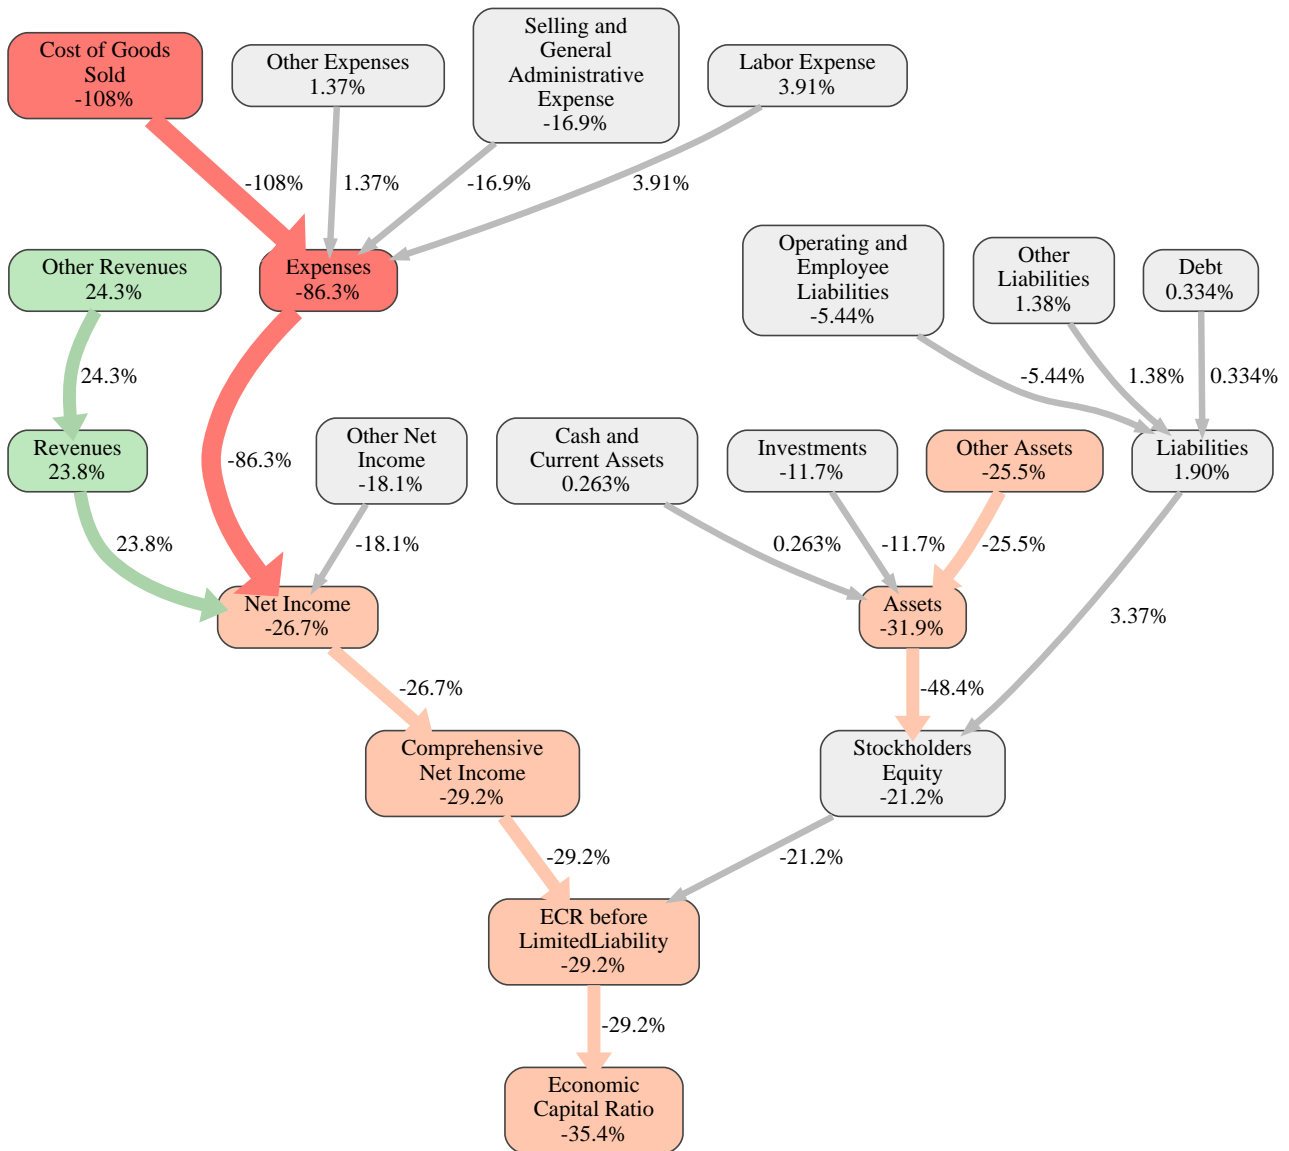 Cost of Goods
Sold
-108%
Other Expenses
1.37%
Selling and
General
Administrative
Expense
-16.9%
Labor Expense
3.91%
-108%
1.37%
-16.9%
3.91%
Other Revenues
24.3%
Expenses
-86.3%
Operating and
Employee
Liabilities
-5.44%
Other
Liabilities
1.38%
Debt
0.334%
24.3%
-5.44%
1.38%
0.334%
Revenues
23.8%
-86.3%
Other Net
Income
-18.1%
Cash and
Current Assets
0.263%
Investments
-11.7%
Other Assets
-25.5%
Liabilities
1.90%
23.8%
-18.1%
0.263%
-11.7%
-25.5%
Net Income
-26.7%
Assets
-31.9%
3.37%
-26.7%
-48.4%
Comprehensive
Net Income
-29.2%
Stockholders
Equity
-21.2%
-29.2%
-21.2%
ECR before
LimitedLiability
-29.2%
-29.2%
Economic
Capital Ratio
-35.4%